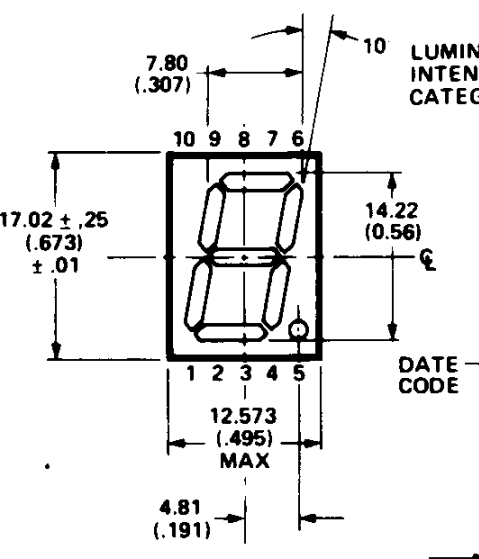 7.80
(.307)
10
LUMIN
INTEN
CATEG
10 9 8 7 6
17.02 ± ,25
(.673)
± .01
14.22
(0.56)
℄
DATE
CODE
1 2 3 4 5
12.573
(.495)
MAX
4.81
(.191)